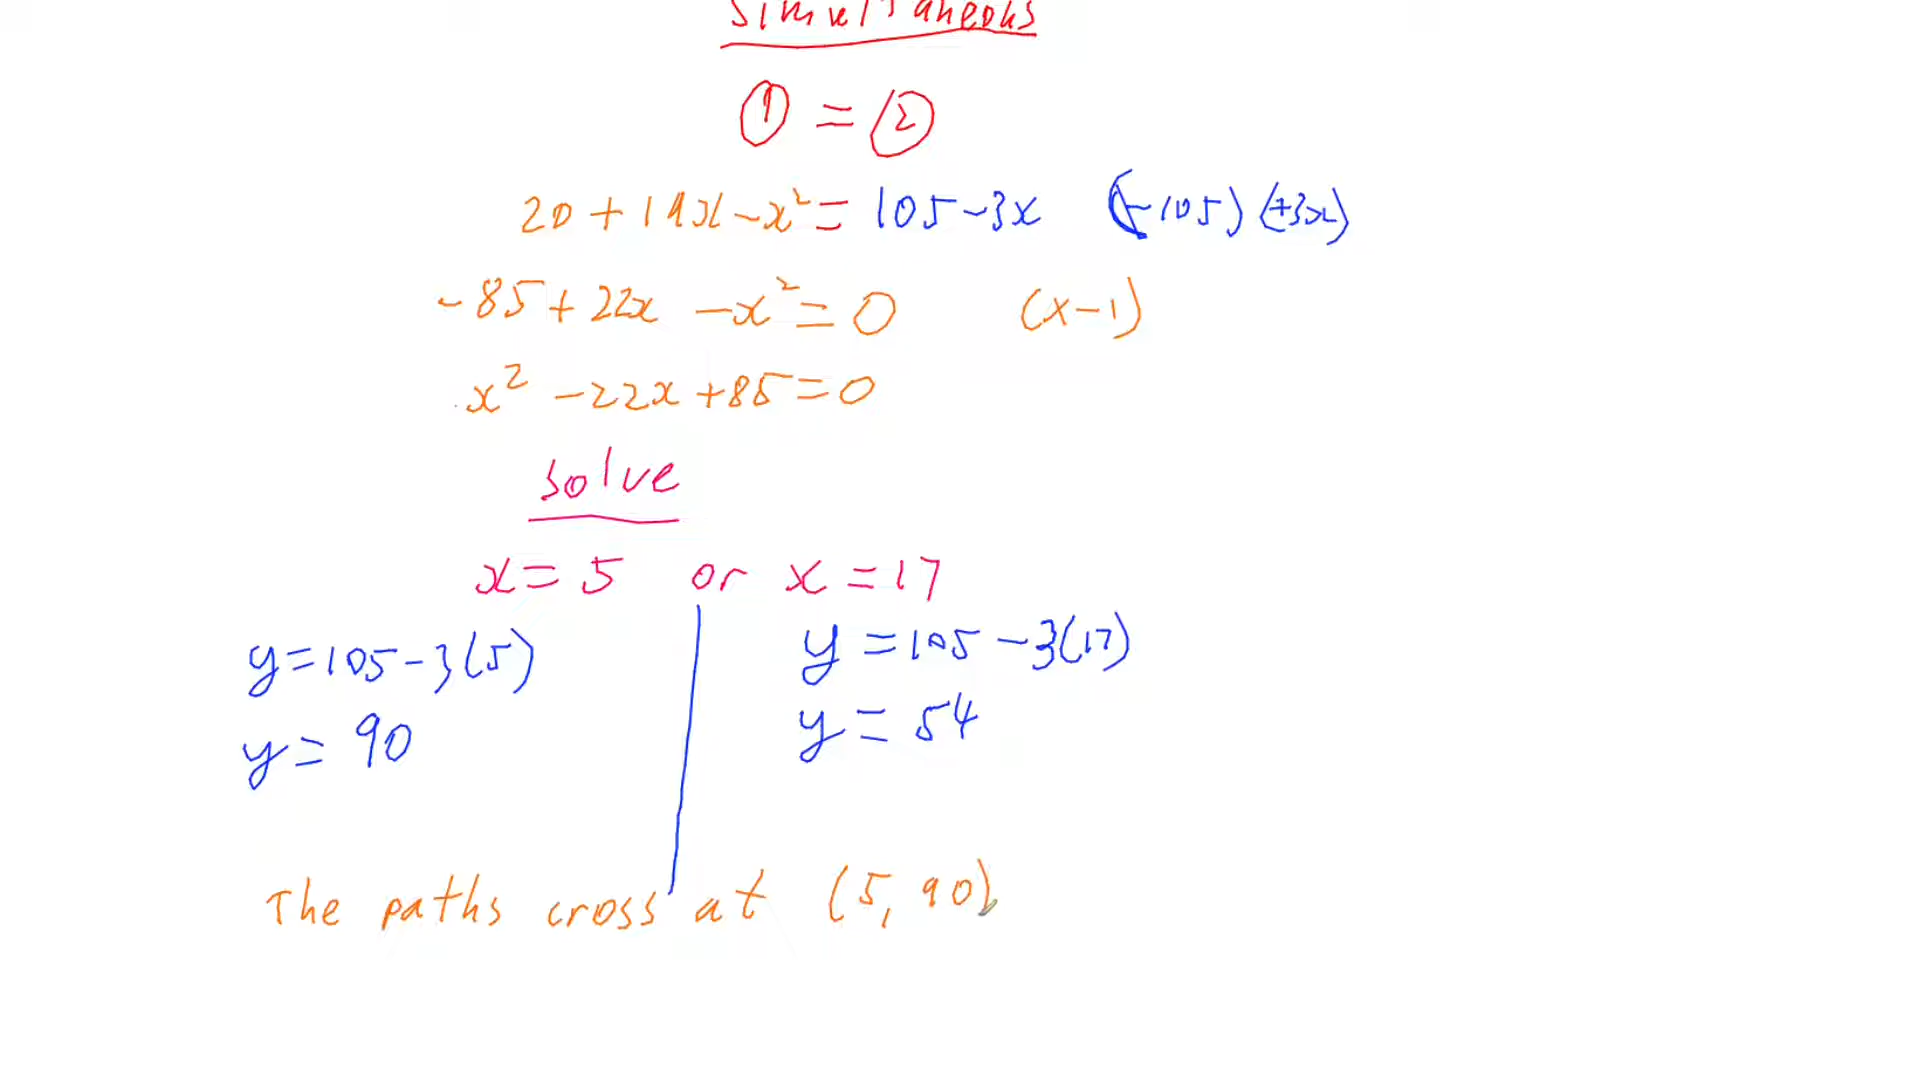 Simultaneous
① = ②
20 + 19x - x² = 105 - 3x (-105) (+3x)
-85 + 22x - x² = 0 (x-1)
x² - 22x + 85 = 0
solve
x = 5 or x = 17
y = 105 - 3(5) y = 105 - 3(17)
y = 90 y = 54
The paths cross at (5, 90),